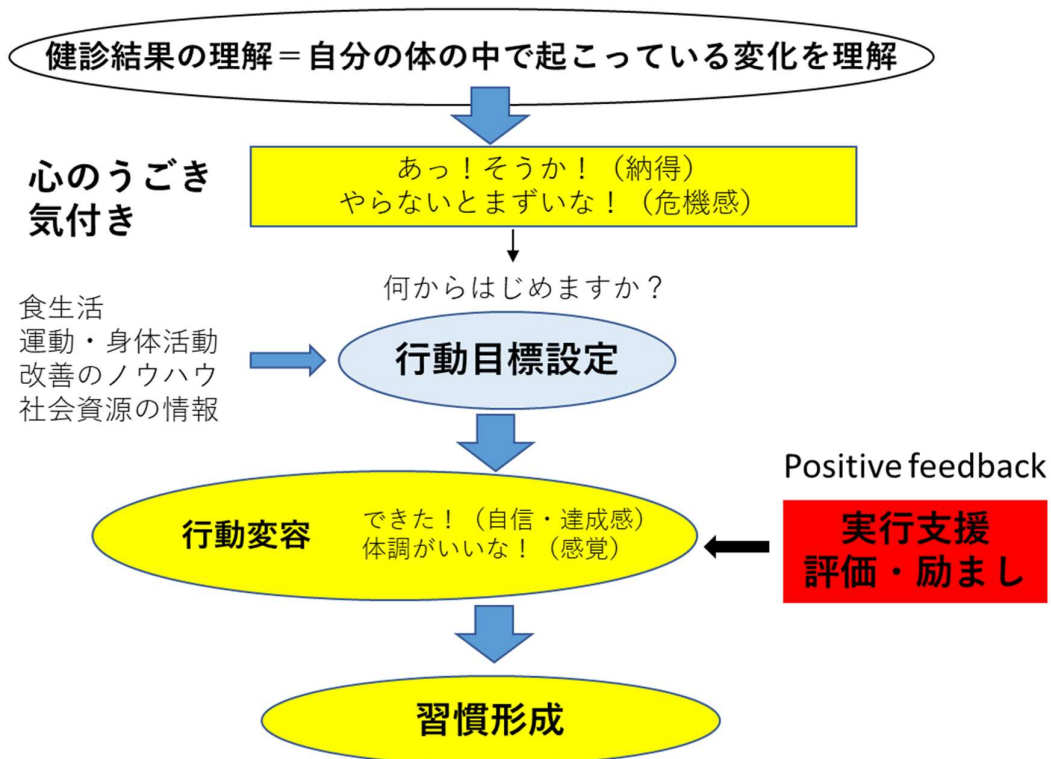 健診結果の理解＝自分の体の中で起こっている変化を理解
心のうごき
気付き
あっ！そうか！（納得）
やらないとまずいな！（危機感）
何からはじめますか？
食生活
運動・身体活動
改善のノウハウ
社会資源の情報
行動目標設定
行動変容
できた！（自信・達成感）
体調がいいな！（感覚）
Positive feedback
実行支援
評価・励まし
習慣形成